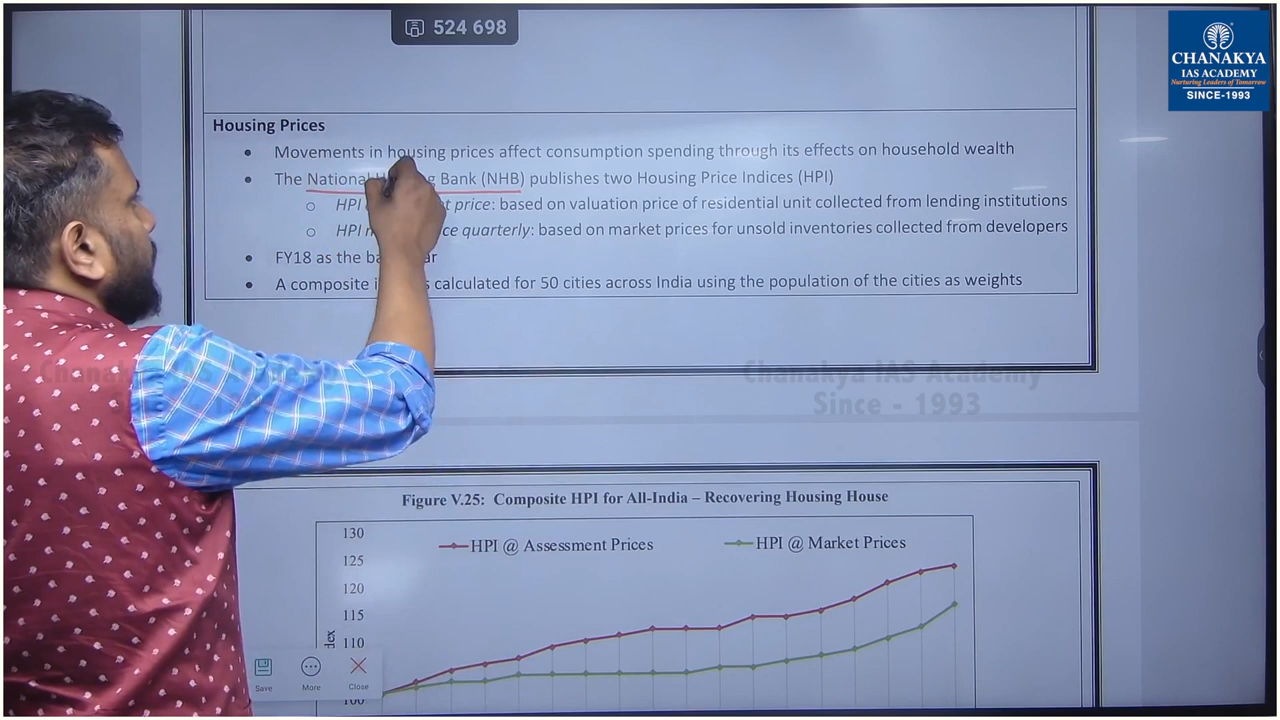 524 698
CHANAKYA
IAS ACADEMY
Nurturing Leaders of Tomorrow
SINCE-1993
Housing Prices
• Movements in housing prices affect consumption spending through its effects on household wealth
• The National Bank (NHB) publishes two Housing Price Indices (HPI)
o HPI price: based on valuation price of residential unit collected from lending institutions
o HPI quarterly: based on market prices for unsold inventories collected from developers
• FY18 as the
• A composite calculated for 50 cities across India using the population of the cities as weights
Chanakya IAS Academy
Since - 1993
Figure V.25: Composite HPI for All-India – Recovering Housing House
130
HPI @ Assessment Prices HPI @ Market Prices
125
120
115
110
100
Save More Close